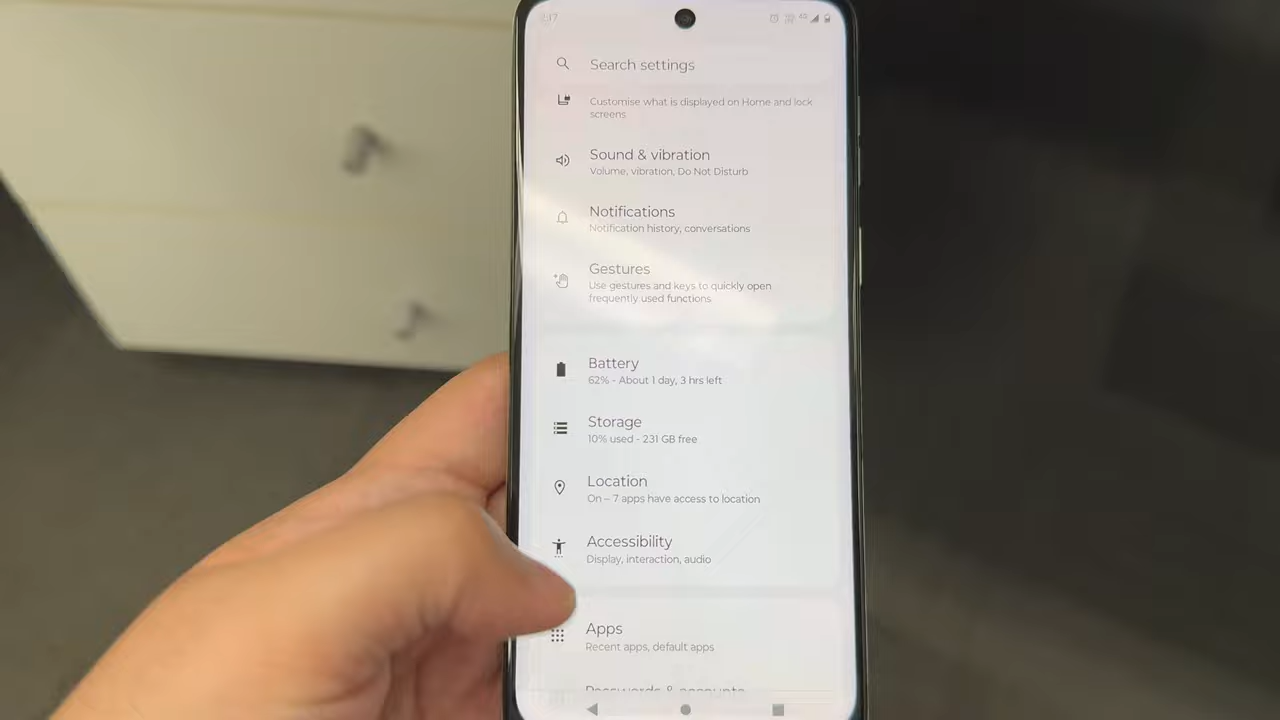 :17
4G
Search settings
Customise what is displayed on Home and lock
screens
Sound & vibration
Volume, vibration, Do Not Disturb
Notifications
Notification history, conversations
Gestures
Use gestures and keys to quickly open
frequently used functions
Battery
62% - About 1 day, 3 hrs left
Storage
10% used - 231 GB free
Location
On – 7 apps have access to location
Accessibility
Display, interaction, audio
Apps
Recent apps, default apps
Passwords & accounts